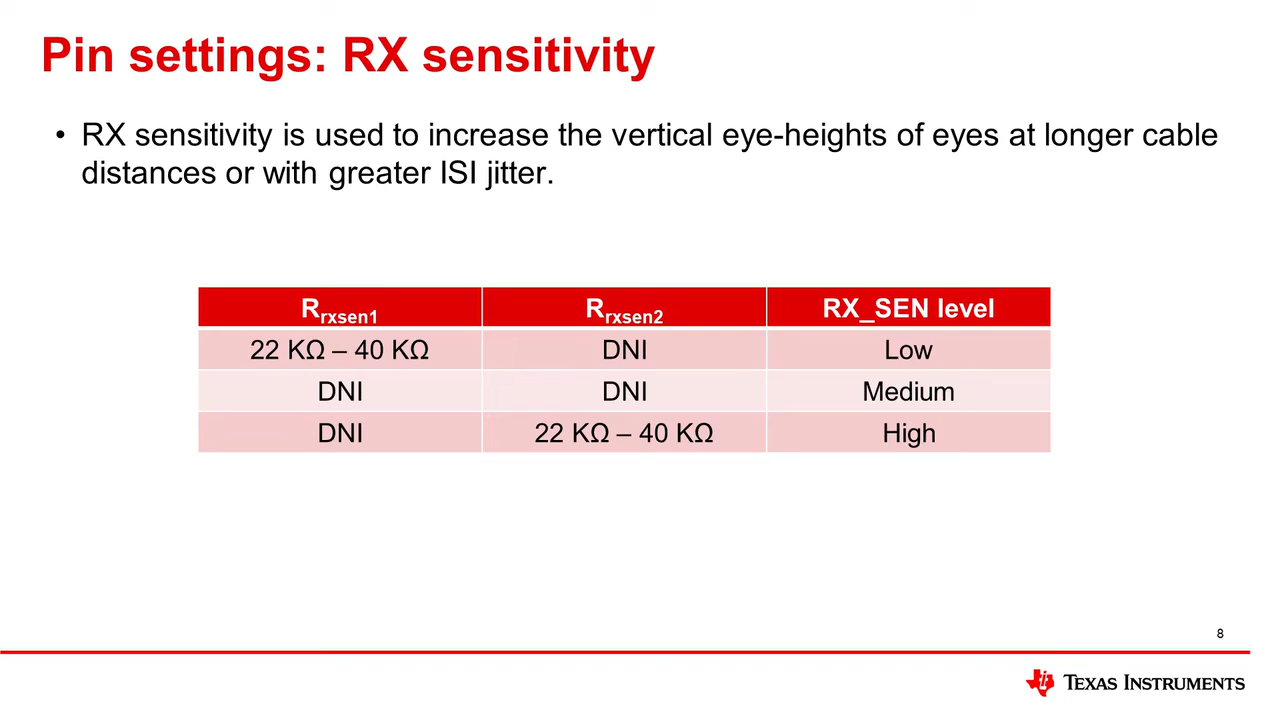 Pin settings: RX sensitivity
• RX sensitivity is used to increase the vertical eye-heights of eyes at longer cable
distances or with greater ISI jitter.
Rrxsen1 Rrxsen2 RX_SEN level
22 KΩ – 40 KΩ DNI Low
DNI DNI Medium
DNI 22 KΩ – 40 KΩ High
8
TEXAS INSTRUMENTS